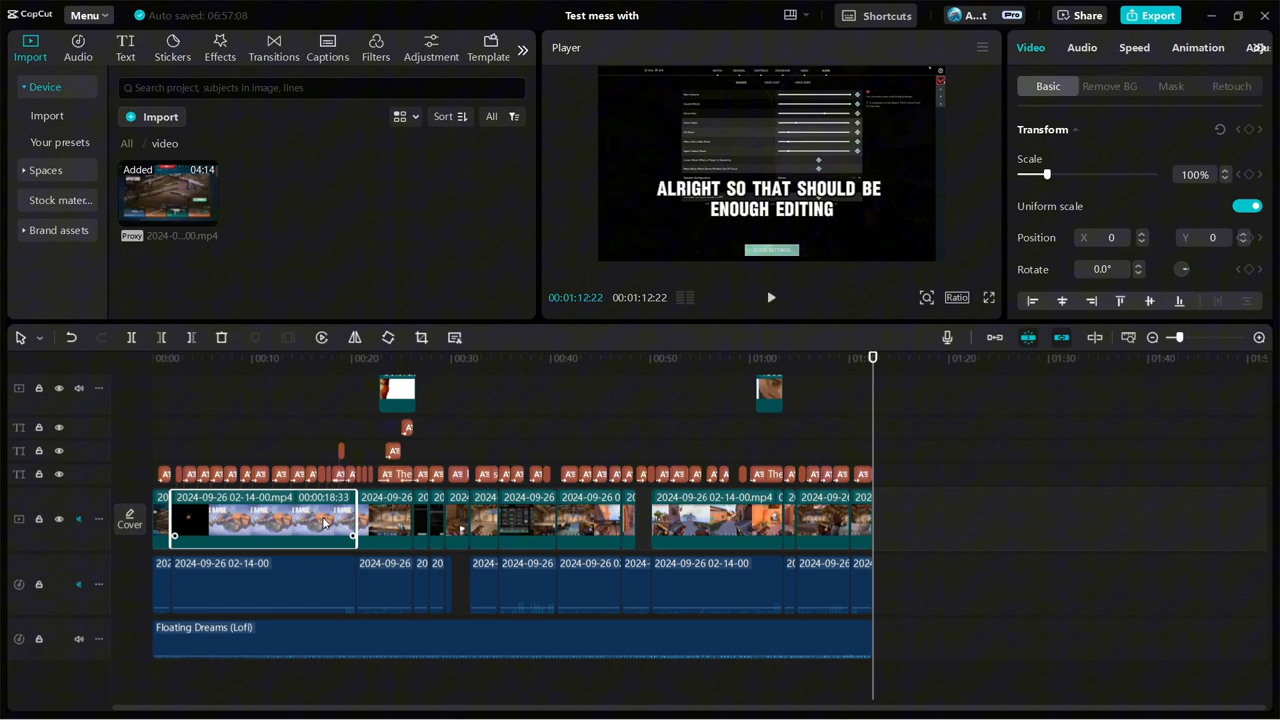 CapCut
Menu
Auto saved: 06:57:08
Test mess with
Shortcuts
A...t
Pro
Share
Export
Import
Audio
Text
Stickers
Effects
Transitions
Captions
Filters
Adjustment
Template
Device
Import
Your presets
Spaces
Stock mater...
Brand assets
Search project, subjects in image, lines
Import
Sort
All
All / video
Added
04:14
Proxy
2024-0...00.mp4
Player
ALRIGHT SO THAT SHOULD BE
ENOUGH EDITING
00:01:12:22
00:01:12:22
Ratio
Video
Audio
Speed
Animation
Basic
Remove BG
Mask
Retouch
Transform
Scale
100%
Uniform scale
Position
X
0
Y
0
Rotate
0.0°
00:00
00:10
00:20
00:30
00:40
00:50
01:00
01:20
01:30
01:40
The
The
Cover
20
2024-09-26 02-14-00.mp4
00:00:18:33
2024-09-26
20
20
2024
2024
2024-09-26
2024-09-26 0
20
2024-09-26 02-14-00.mp4
2024-09-26
202
202
2024-09-26 02-14-00
2024-09-26
20
20
2024-
2024-09-26
2024-09-26 0
2024-
2024-09-26 02-14-00
2024-09-26
Floating Dreams (Lofi)